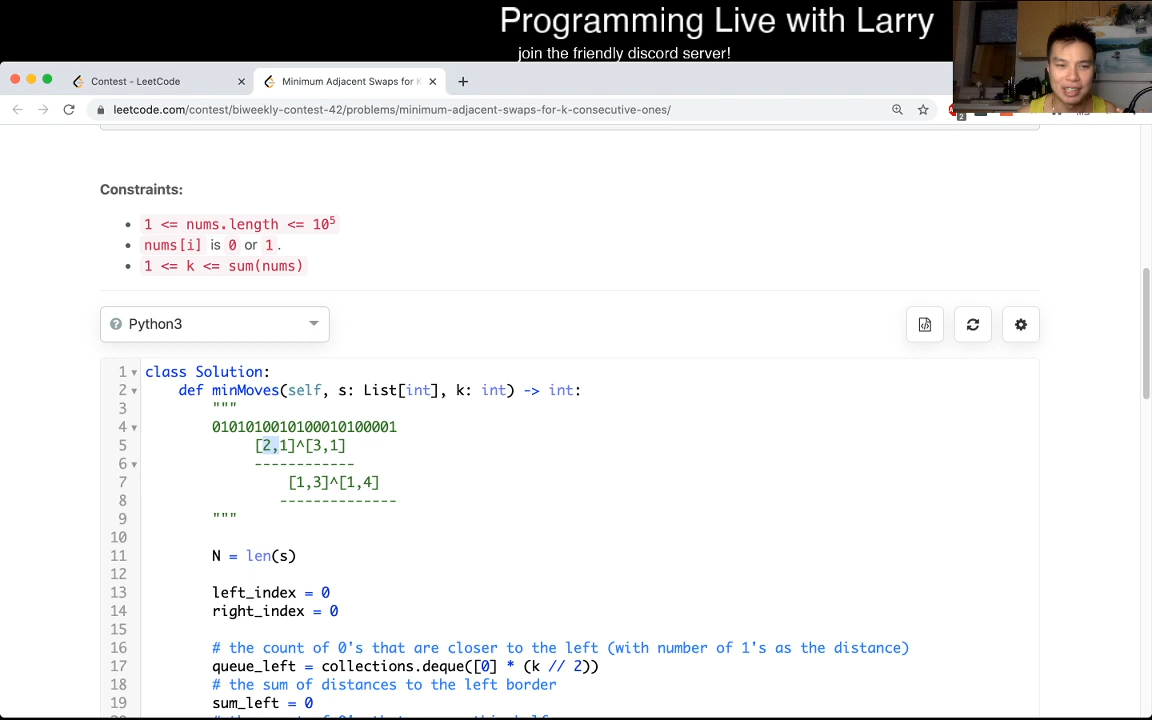 Programming Live with Larry
join the friendly discord server!
Contest - LeetCode
Minimum Adjacent Swaps for K
leetcode.com/contest/biweekly-contest-42/problems/minimum-adjacent-swaps-for-k-consecutive-ones/
2
Constraints:
1 <= nums.length <= 10^5
nums[i] is 0 or 1.
1 <= k <= sum(nums)
Python3
1 class Solution:
2 def minMoves(self, s: List[int], k: int) -> int:
3 """
4 0101010010100010100001
5 [2,1]^[3,1]
6 ------------
7 [1,3]^[1,4]
8 --------------
9 """
10
11 N = len(s)
12
13 left_index = 0
14 right_index = 0
15
16 # the count of 0's that are closer to the left (with number of 1's as the distance)
17 queue_left = collections.deque([0] * (k // 2))
18 # the sum of distances to the left border
19 sum_left = 0